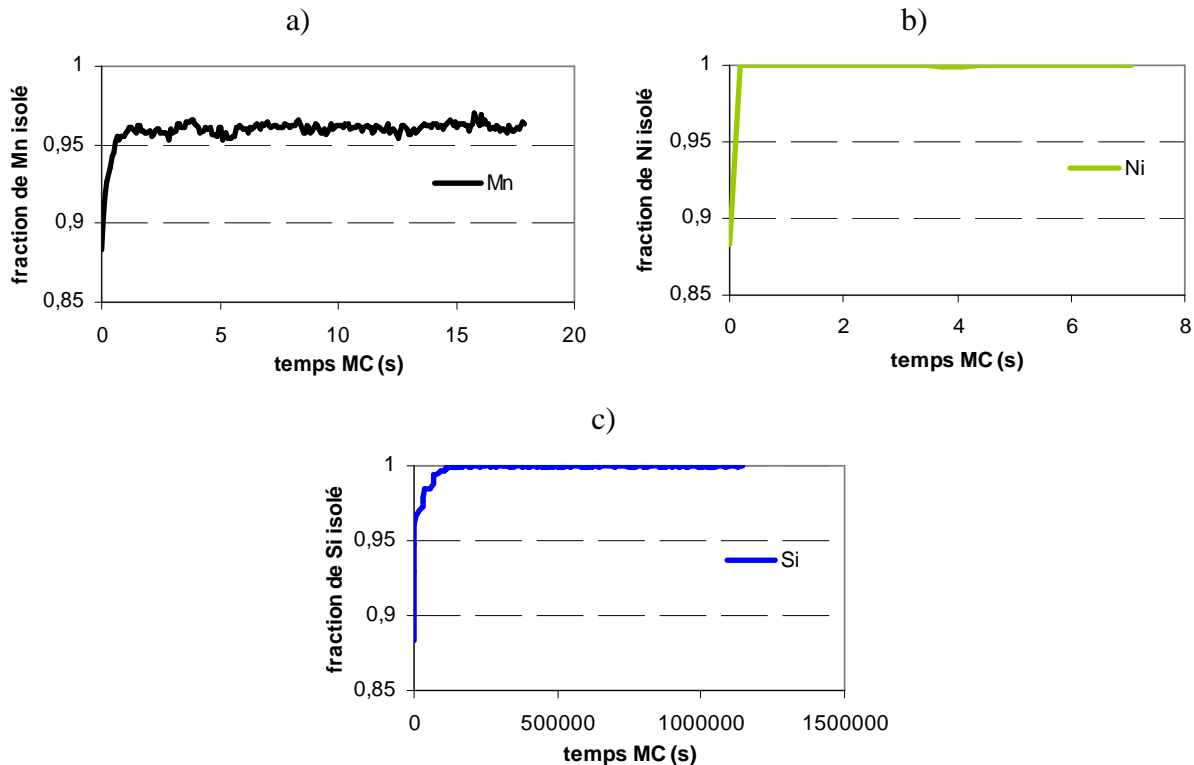 a)
fraction de Mn isolé
1
0,95
0,9
0,85
0
5
10
15
20
temps MC (s)
Mn
b)
fraction de Ni isolé
1
0,95
0,9
0,85
0
2
4
6
8
temps MC (s)
Ni
c)
fraction de Si isolé
1
0,95
0,9
0,85
0
500000
1000000
1500000
temps MC (s)
Si